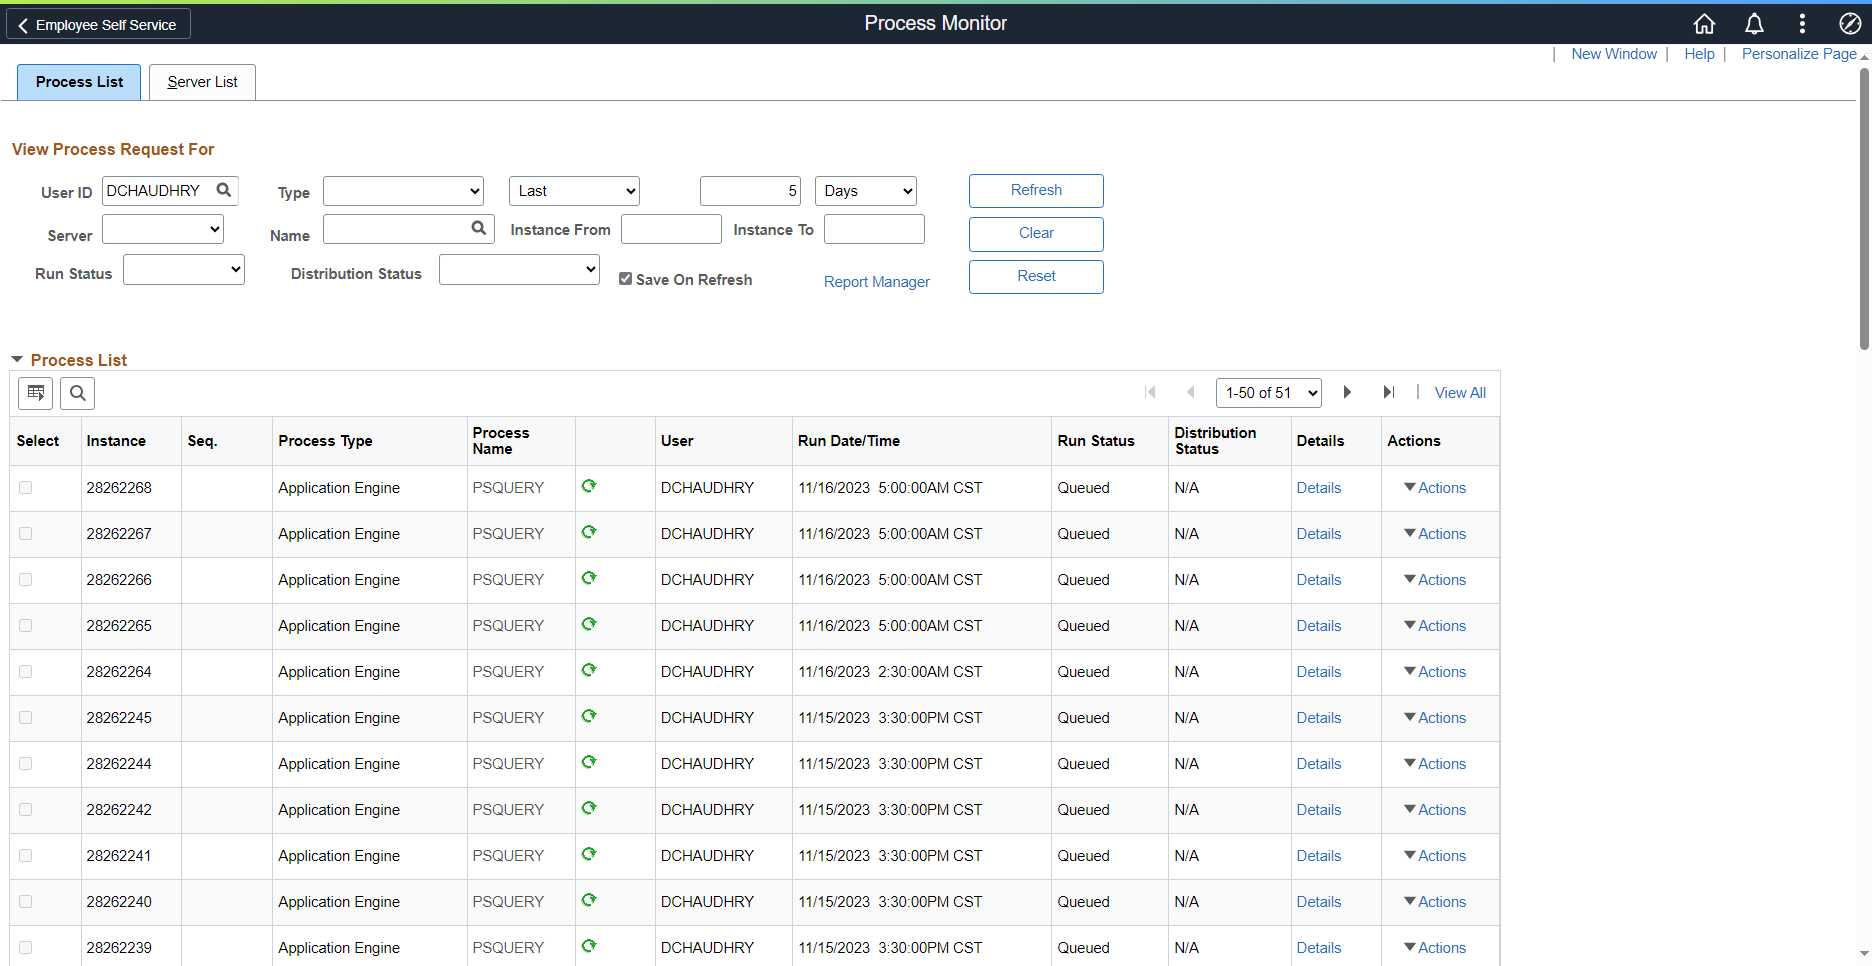 Employee Self Service
Process Monitor
New Window | Help | Personalize Page
Process List
Server List
View Process Request For
User ID DCHAUDHRY Type Last 5 Days Refresh
Server Name Instance From Instance To Clear
Run Status Distribution Status Save On Refresh Report Manager Reset
Process List
1-50 of 51 | View All
Select Instance Seq. Process Type Process Name User Run Date/Time Run Status Distribution Status Details Actions
28262268 Application Engine PSQUERY DCHAUDHRY 11/16/2023 5:00:00AM CST Queued N/A Details Actions
28262267 Application Engine PSQUERY DCHAUDHRY 11/16/2023 5:00:00AM CST Queued N/A Details Actions
28262266 Application Engine PSQUERY DCHAUDHRY 11/16/2023 5:00:00AM CST Queued N/A Details Actions
28262265 Application Engine PSQUERY DCHAUDHRY 11/16/2023 5:00:00AM CST Queued N/A Details Actions
28262264 Application Engine PSQUERY DCHAUDHRY 11/16/2023 2:30:00AM CST Queued N/A Details Actions
28262245 Application Engine PSQUERY DCHAUDHRY 11/15/2023 3:30:00PM CST Queued N/A Details Actions
28262244 Application Engine PSQUERY DCHAUDHRY 11/15/2023 3:30:00PM CST Queued N/A Details Actions
28262242 Application Engine PSQUERY DCHAUDHRY 11/15/2023 3:30:00PM CST Queued N/A Details Actions
28262241 Application Engine PSQUERY DCHAUDHRY 11/15/2023 3:30:00PM CST Queued N/A Details Actions
28262240 Application Engine PSQUERY DCHAUDHRY 11/15/2023 3:30:00PM CST Queued N/A Details Actions
28262239 Application Engine PSQUERY DCHAUDHRY 11/15/2023 3:30:00PM CST Queued N/A Details Actions